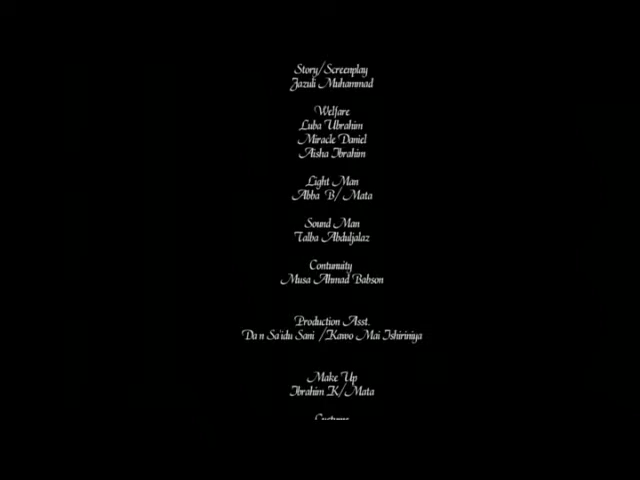 Story/Screenplay
Jazuli Muhammad
Welfare
Luba Ubrahim
Miracle Daniel
Aisha Ibrahim
Light Man
Abba B/Mata
Sound Man
Talba Abduljalaz
Contunuity
Musa Ahmad Babson
Production Asst.
Da n Sa'idu Sani /Kawo Mai Ishiriniya
Make Up
Ibrahim K/Mata